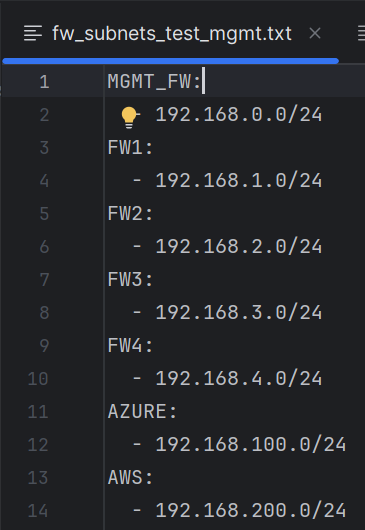 fw_subnets_test_mgmt.txt
1 MGMT_FW:
2   - 192.168.0.0/24
3 FW1:
4   - 192.168.1.0/24
5 FW2:
6   - 192.168.2.0/24
7 FW3:
8   - 192.168.3.0/24
9 FW4:
10   - 192.168.4.0/24
11 AZURE:
12   - 192.168.100.0/24
13 AWS:
14   - 192.168.200.0/24